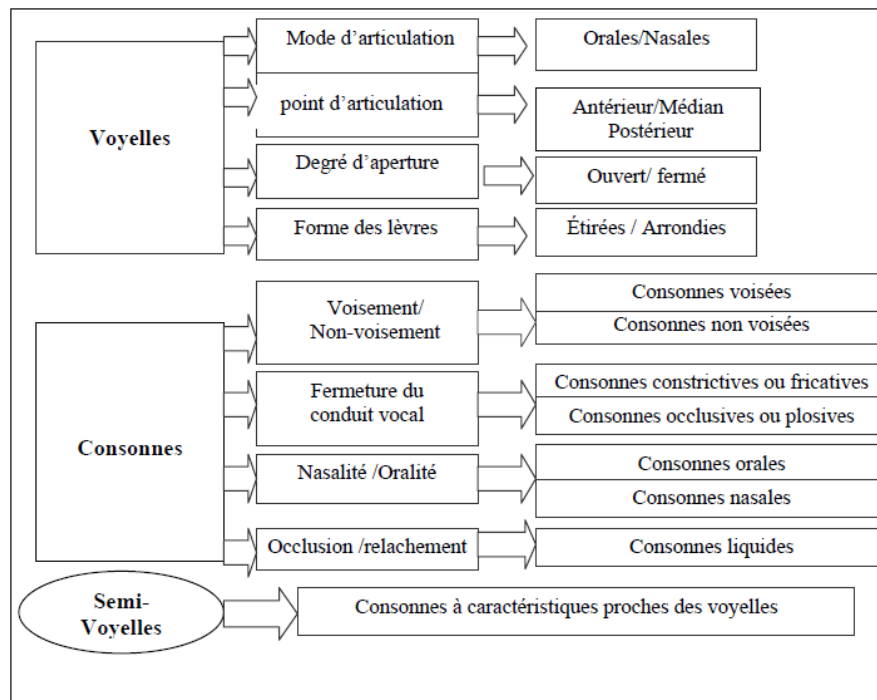 Voyelles
Mode d’articulation
Orales/Nasales
point d’articulation
Antérieur/Médian
Postérieur
Degré d’aperture
Ouvert/ fermé
Forme des lèvres
Étirées / Arrondies
Consonnes
Voisement/
Non-voisement
Consonnes voisées
Consonnes non voisées
Fermeture du
conduit vocal
Consonnes constrictives ou fricatives
Consonnes occlusives ou plosives
Nasalité /Oralité
Consonnes orales
Consonnes nasales
Occlusion /relachement
Consonnes liquides
Semi-
Voyelles
Consonnes à caractéristiques proches des voyelles